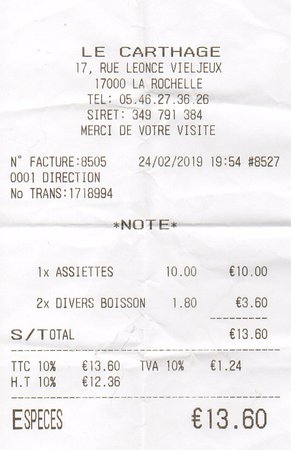 LE CARTHAGE
17, RUE LEONCE VIELJEUX
17000 LA ROCHELLE
TEL: 05.46.27.36.26
SIRET: 349 791 384
MERCI DE VOTRE VISITE
N° FACTURE:8505 24/02/2019 19:54 #8527
0001 DIRECTION
No TRANS:1718994
*NOTE*
1x ASSIETTES 10.00 €10.00
2x DIVERS BOISSON 1.80 €3.60
S/TOTAL €13.60
TTC 10% €13.60 TVA 10% €1.24
H.T 10% €12.36
ESPECES €13.60